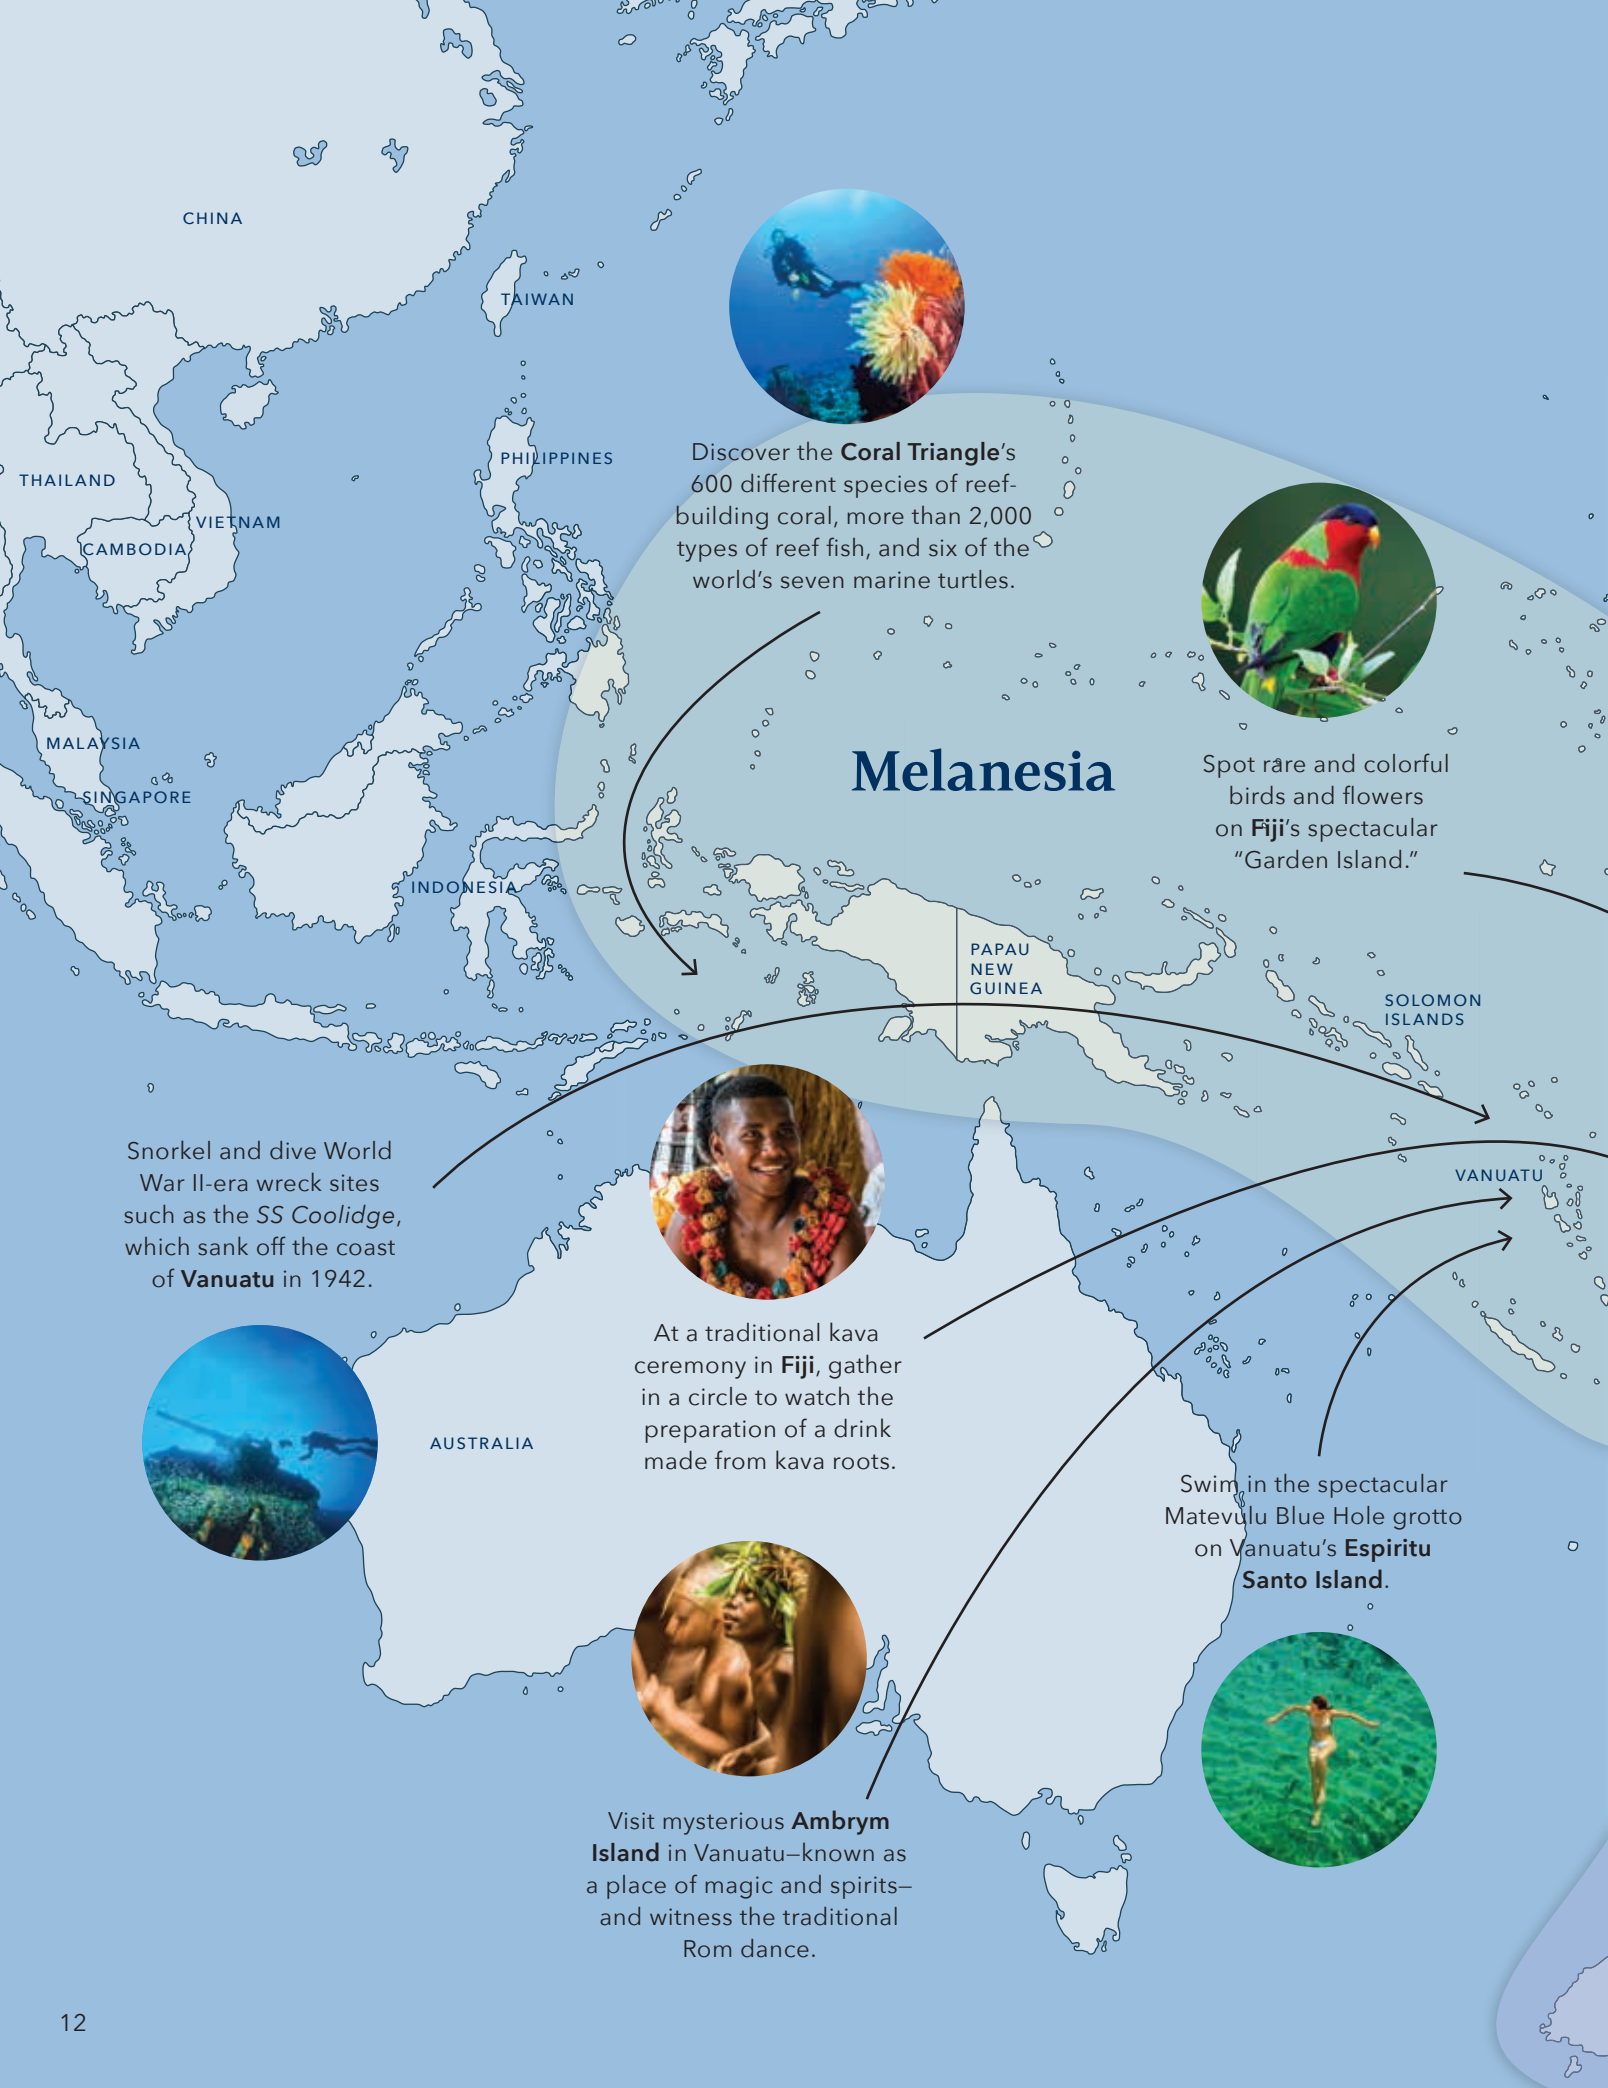 CHINA
TAIWAN
Discover the Coral Triangle’s
600 different species of reef-
building coral, more than 2,000
types of reef fish, and six of the
world’s seven marine turtles.
PHILIPPINES
THAILAND
VIETNAM
CAMBODIA
MALAYSIA
SINGAPORE
INDONESIA
Melanesia
Spot rare and colorful
birds and flowers
on Fiji’s spectacular
“Garden Island.”
PAPAU
NEW
GUINEA
SOLOMON
ISLANDS
VANUATU
Snorkel and dive World
War II-era wreck sites
such as the SS Coolidge,
which sank off the coast
of Vanuatu in 1942.
At a traditional kava
ceremony in Fiji, gather
in a circle to watch the
preparation of a drink
made from kava roots.
AUSTRALIA
Swim in the spectacular
Matevulu Blue Hole grotto
on Vanuatu’s Espiritu
Santo Island.
Visit mysterious Ambrym
Island in Vanuatu—known as
a place of magic and spirits—
and witness the traditional
Rom dance.
12